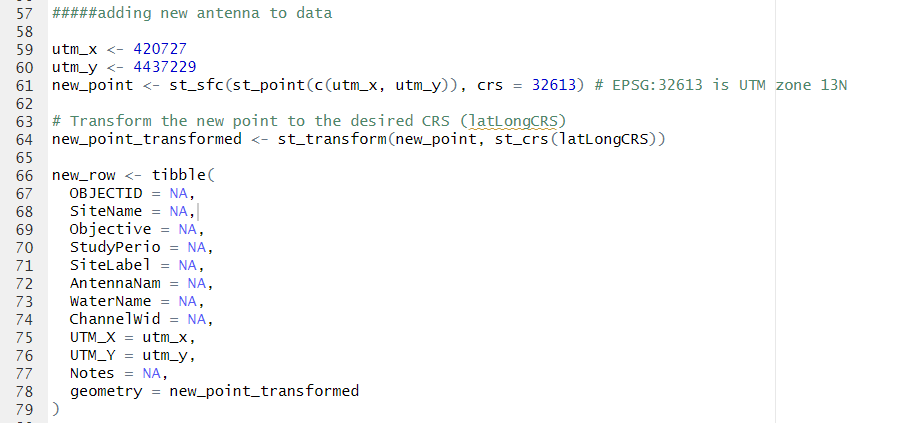 57 #####adding new antenna to data
58
59 utm_x <- 420727
60 utm_y <- 4437229
61 new_point <- st_sfc(st_point(c(utm_x, utm_y)), crs = 32613) # EPSG:32613 is UTM zone 13N
62
63 # Transform the new point to the desired CRS (latLongCRS)
64 new_point_transformed <- st_transform(new_point, st_crs(latLongCRS))
65
66 new_row <- tibble(
67   OBJECTID = NA,
68   SiteName = NA,
69   Objective = NA,
70   StudyPerio = NA,
71   SiteLabel = NA,
72   AntennaNam = NA,
73   WaterName = NA,
74   ChannelWid = NA,
75   UTM_X = utm_x,
76   UTM_Y = utm_y,
77   Notes = NA,
78   geometry = new_point_transformed
79 )